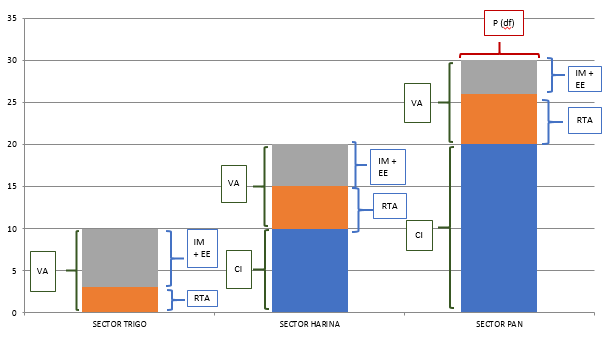 35
P (df)
30
IM +
EE
VA
25
RTA
20
IM +
EE
VA
15
RTA
10
CI
IM
+ EE
VA
CI
5
RTA
0
SECTOR TRIGO
SECTOR HARINA
SECTOR PAN